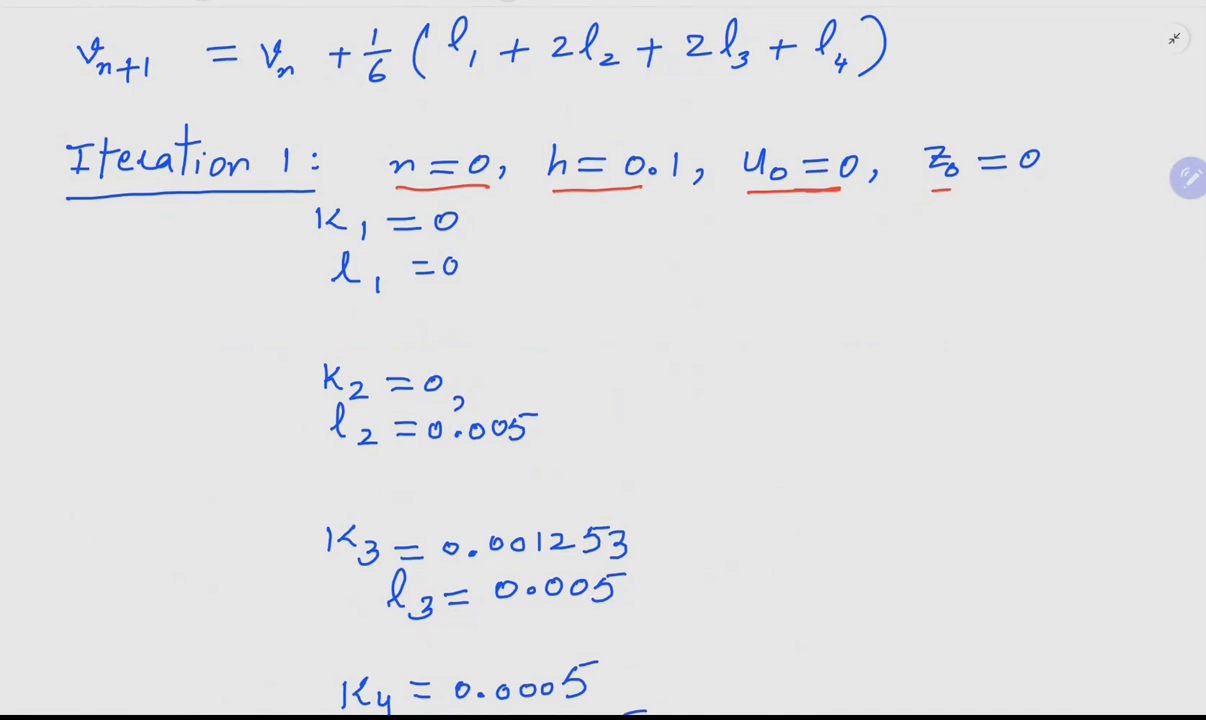 v_{n+1} = v_n + 1/6 ( l_1 + 2l_2 + 2l_3 + l_4 )
Iteration 1: n=0, h=0.1, u_0=0, z_0=0
K_1 = 0
l_1 = 0
K_2 = 0,
l_2 = 0.005
K_3 = 0.001253
l_3 = 0.005
K_4 = 0.0005